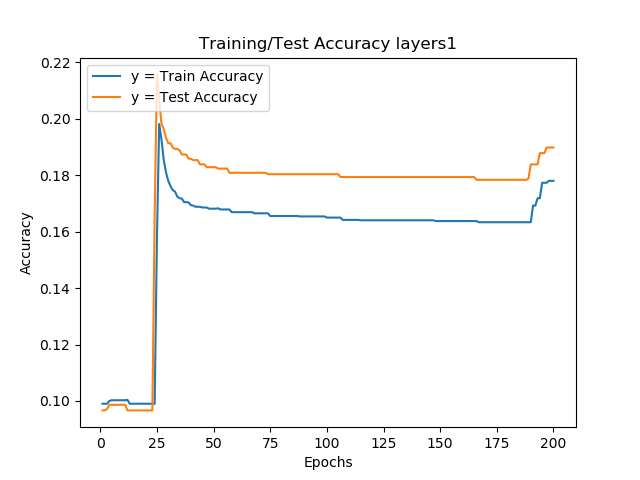 Training/Test Accuracy layers1
y = Train Accuracy
y = Test Accuracy
Accuracy
0.22
0.20
0.18
0.16
0.14
0.12
0.10
0 25 50 75 100 125 150 175 200
Epochs